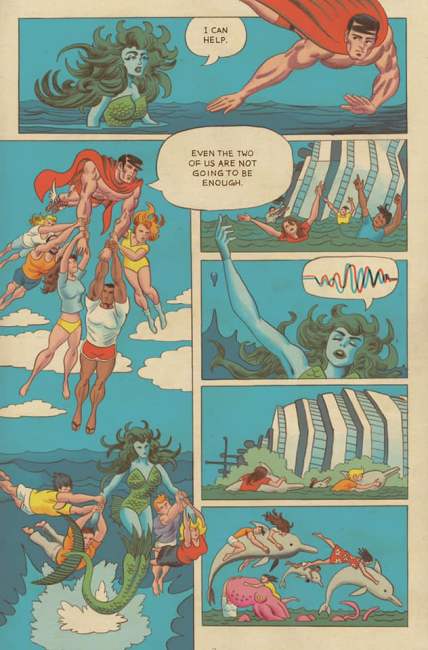 I CAN
HELP.
EVEN THE TWO
OF US ARE NOT
GOING TO BE
ENOUGH.